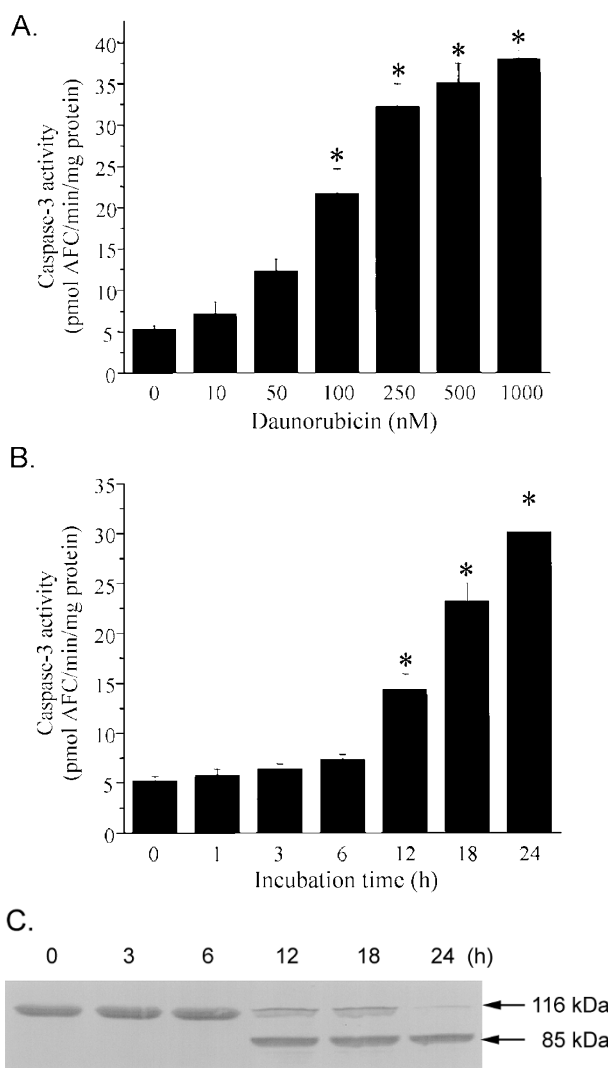 A.
Caspase-3 activity
(pmol AFC/min/mg protein)
40
35
30
25
20
15
10
5
0
*
*
*
*
0 10 50 100 250 500 1000
Daunorubicin (nM)
B.
Caspase-3 activity
(pmol AFC/min/mg protein)
35
30
25
20
15
10
5
0
*
*
*
0 1 3 6 12 18 24
Incubation time (h)
C.
0 3 6 12 18 24 (h)
116 kDa
85 kDa